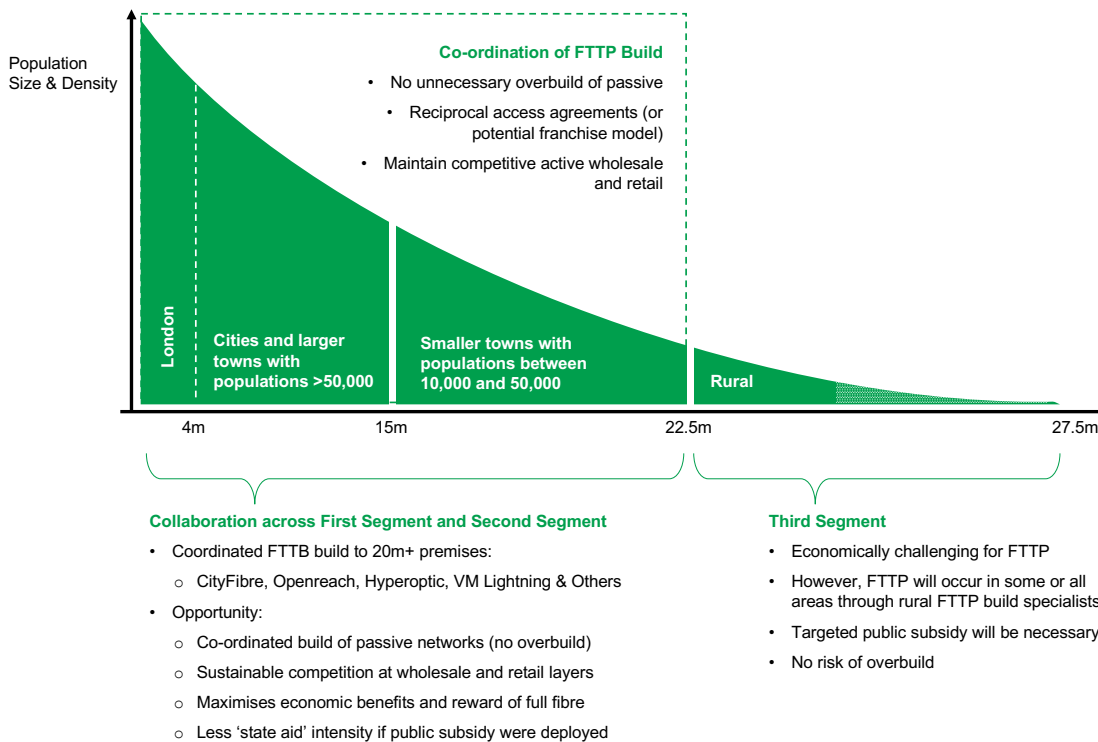 Population
Size & Density
Co-ordination of FTTP Build
• No unnecessary overbuild of passive
• Reciprocal access agreements (or
potential franchise model)
• Maintain competitive active wholesale
and retail
London
Cities and larger
towns with
populations >50,000
Smaller towns with
populations between
10,000 and 50,000
Rural
4m
15m
22.5m
27.5m
Collaboration across First Segment and Second Segment
• Coordinated FTTB build to 20m+ premises:
o CityFibre, Openreach, Hyperoptic, VM Lightning & Others
• Opportunity:
o Co-ordinated build of passive networks (no overbuild)
o Sustainable competition at wholesale and retail layers
o Maximises economic benefits and reward of full fibre
o Less ‘state aid’ intensity if public subsidy were deployed
Third Segment
• Economically challenging for FTTP
• However, FTTP will occur in some or all
areas through rural FTTP build specialists
• Targeted public subsidy will be necessary
• No risk of overbuild